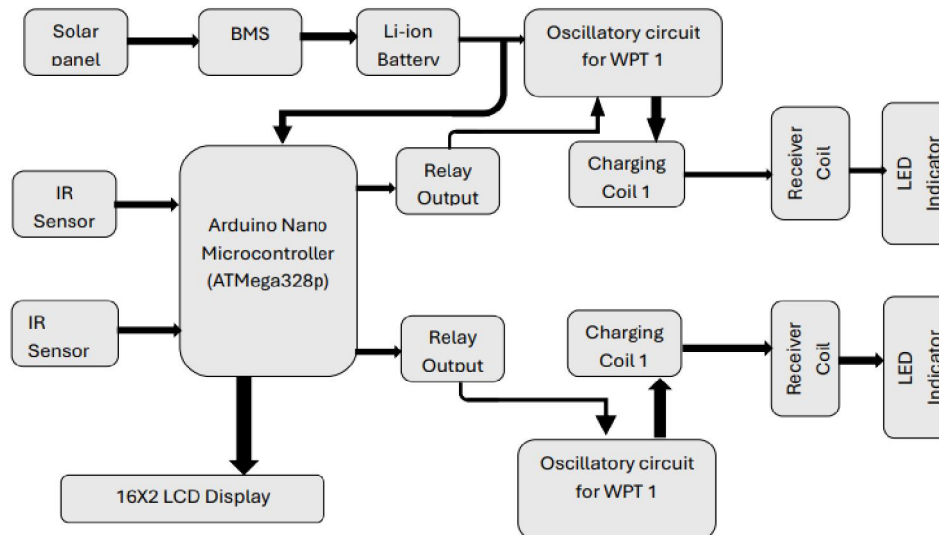 Solar
panel
BMS
Li-ion
Battery
Oscillatory circuit
for WPT 1
IR
Sensor
Arduino Nano
Microcontroller
(ATMega328p)
Relay
Output
Charging
Coil 1
Receiver
Coil
LED
Indicator
IR
Sensor
Relay
Output
Charging
Coil 1
Receiver
Coil
LED
Indicator
16X2 LCD Display
Oscillatory circuit
for WPT 1